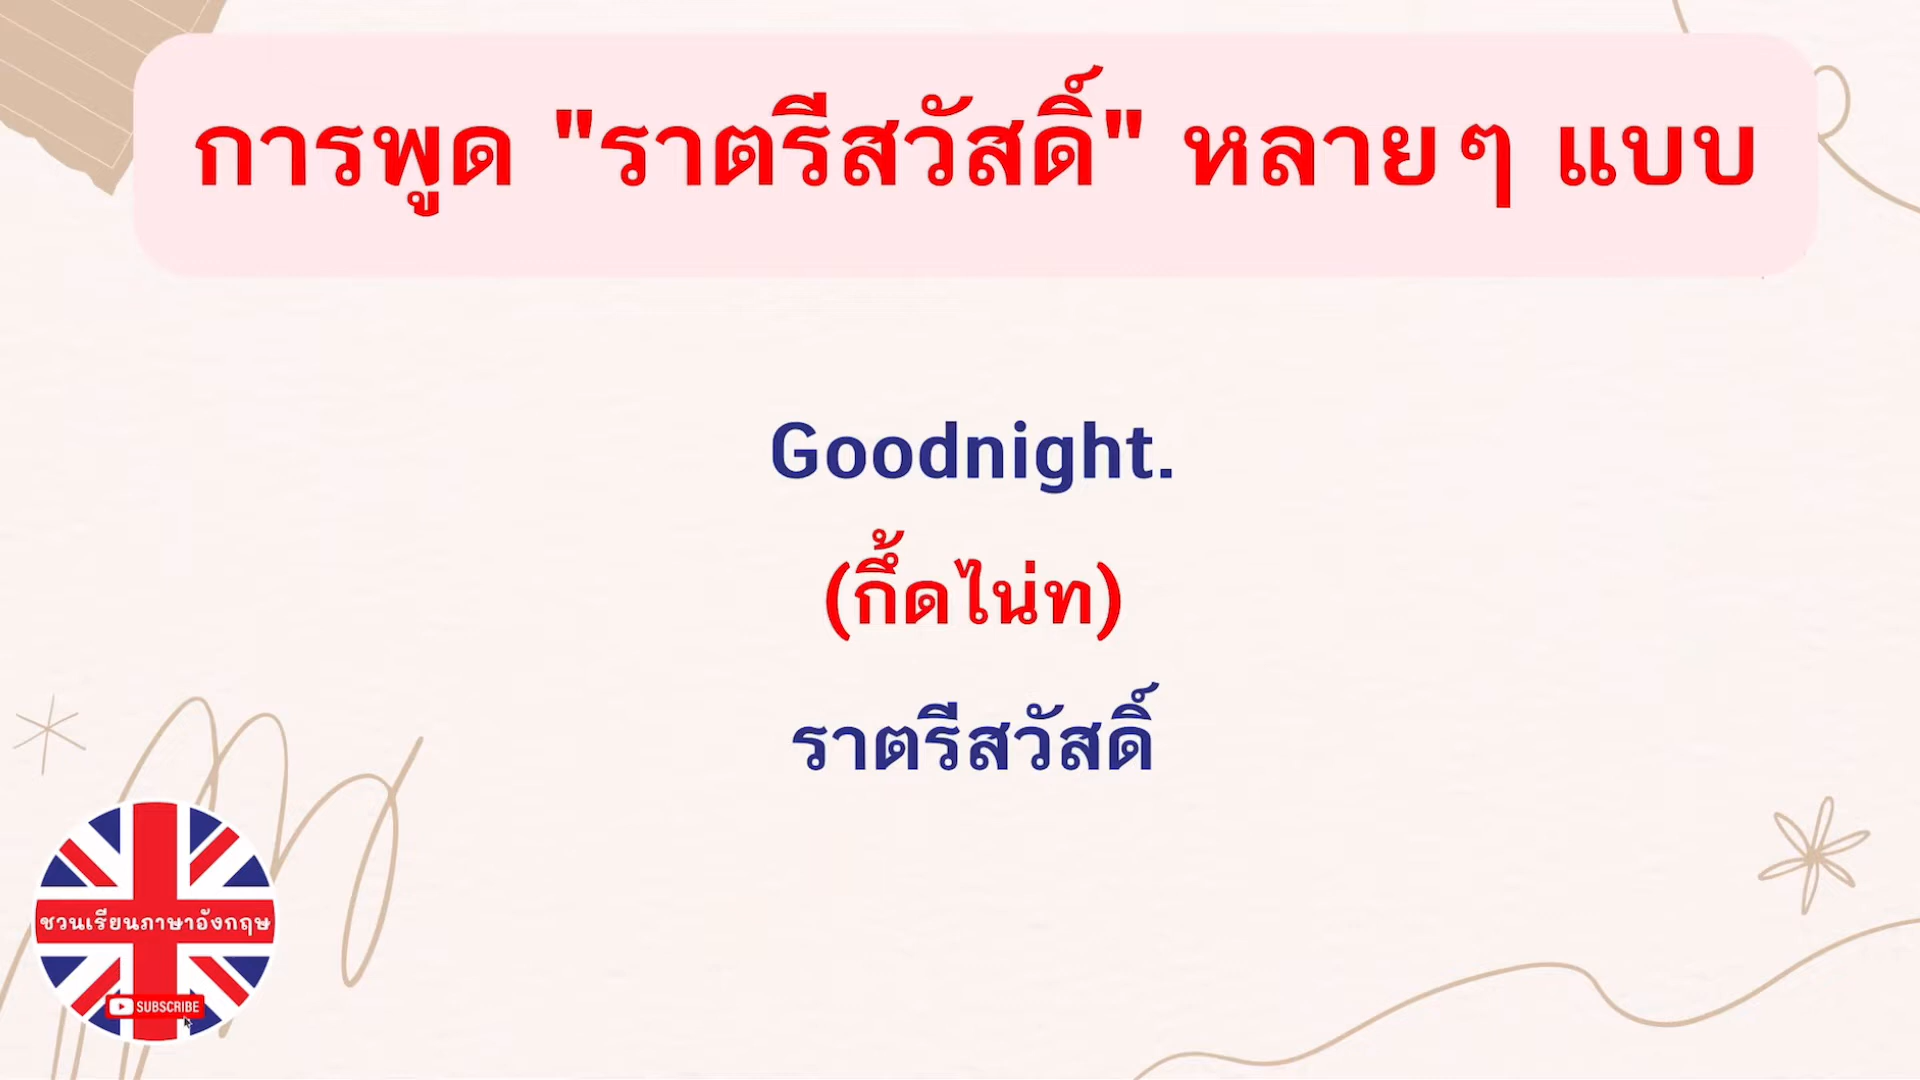 การพูด "ราตรีสวัสดิ์" หลายๆ แบบ
Goodnight.
(กึ้ดไน่ท)
ราตรีสวัสดิ์
ชวนเรียนภาษาอังกฤษ
SUBSCRIBE